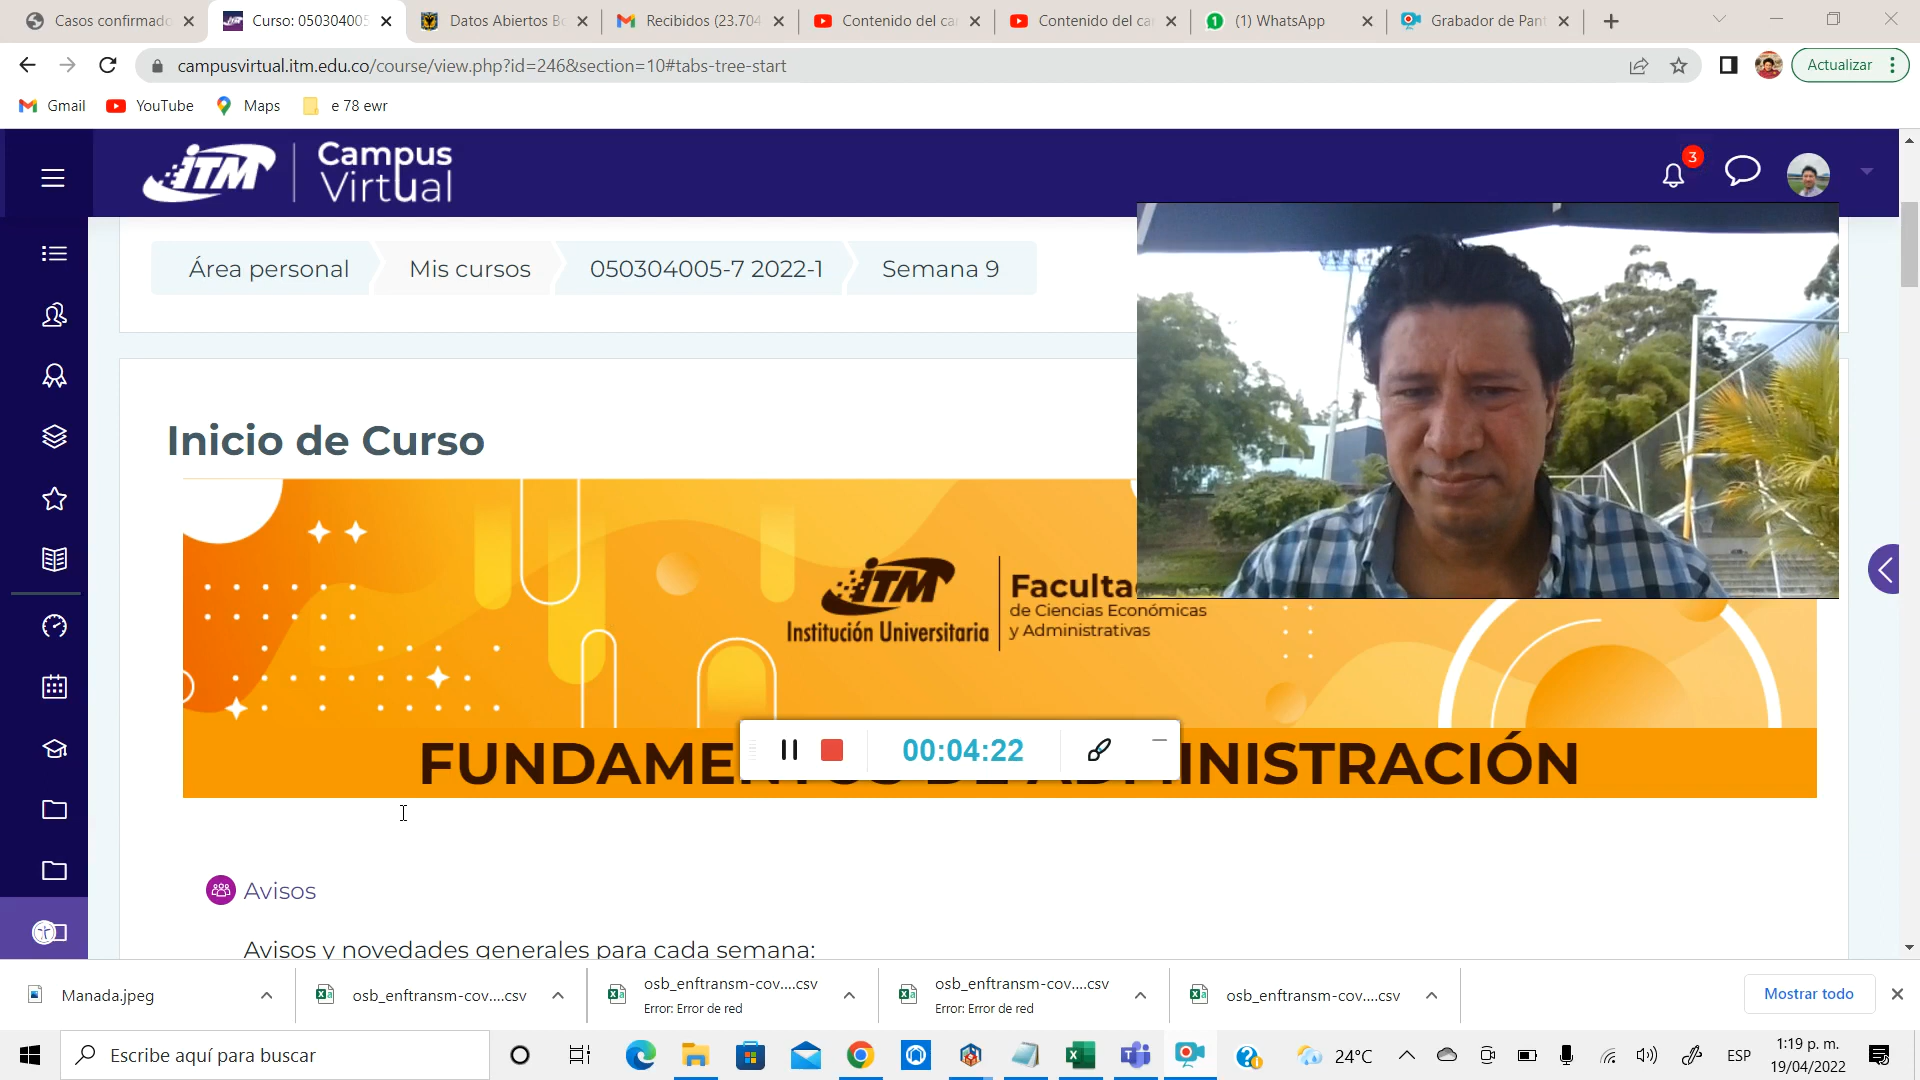 Casos confirmado
Curso: 050304005
Datos Abiertos Bo
Recibidos (23.704
Contenido del car
Contenido del car
1
(1) WhatsApp
Grabador de Pant
campusvirtual.itm.edu.co/course/view.php?id=246&section=10#tabs-tree-start
Actualizar
Gmail
YouTube
Maps
e 78 ewr
iTM
Campus
Virtual
3
Área personal
Mis cursos
050304005-7 2022-1
Semana 9
Inicio de Curso
iTM
Institución Universitaria
Faculta
de Ciencias Económicas
y Administrativas
00:04:22
Avisos
Avisos y novedades generales para cada semana:
Manada.jpeg
osb_enftransm-cov....csv
osb_enftransm-cov....csv
Error: Error de red
osb_enftransm-cov....csv
Error: Error de red
osb_enftransm-cov....csv
Mostrar todo
Escribe aquí para buscar
24°C
ESP
1:19 p. m.
19/04/2022